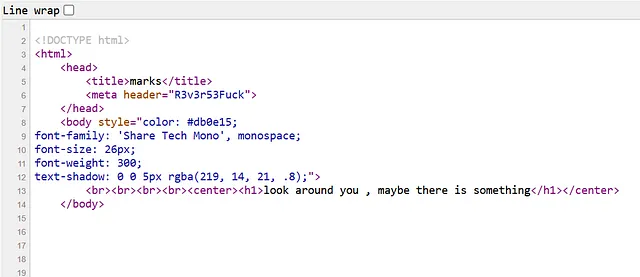 Line wrap
1
2 <!DOCTYPE html>
3 <html>
4 <head>
5 <title>marks</title>
6 <meta header="R3v3r53Fuck">
7 </head>
8 <body style="color: #db0e15;
9 font-family: 'Share Tech Mono', monospace;
10 font-size: 26px;
11 font-weight: 300;
12 text-shadow: 0 0 5px rgba(219, 14, 21, .8);">
13 <br><br><br><br><center><h1>look around you , maybe there is something</h1></center>
14 </body>
15
16
17
18
19